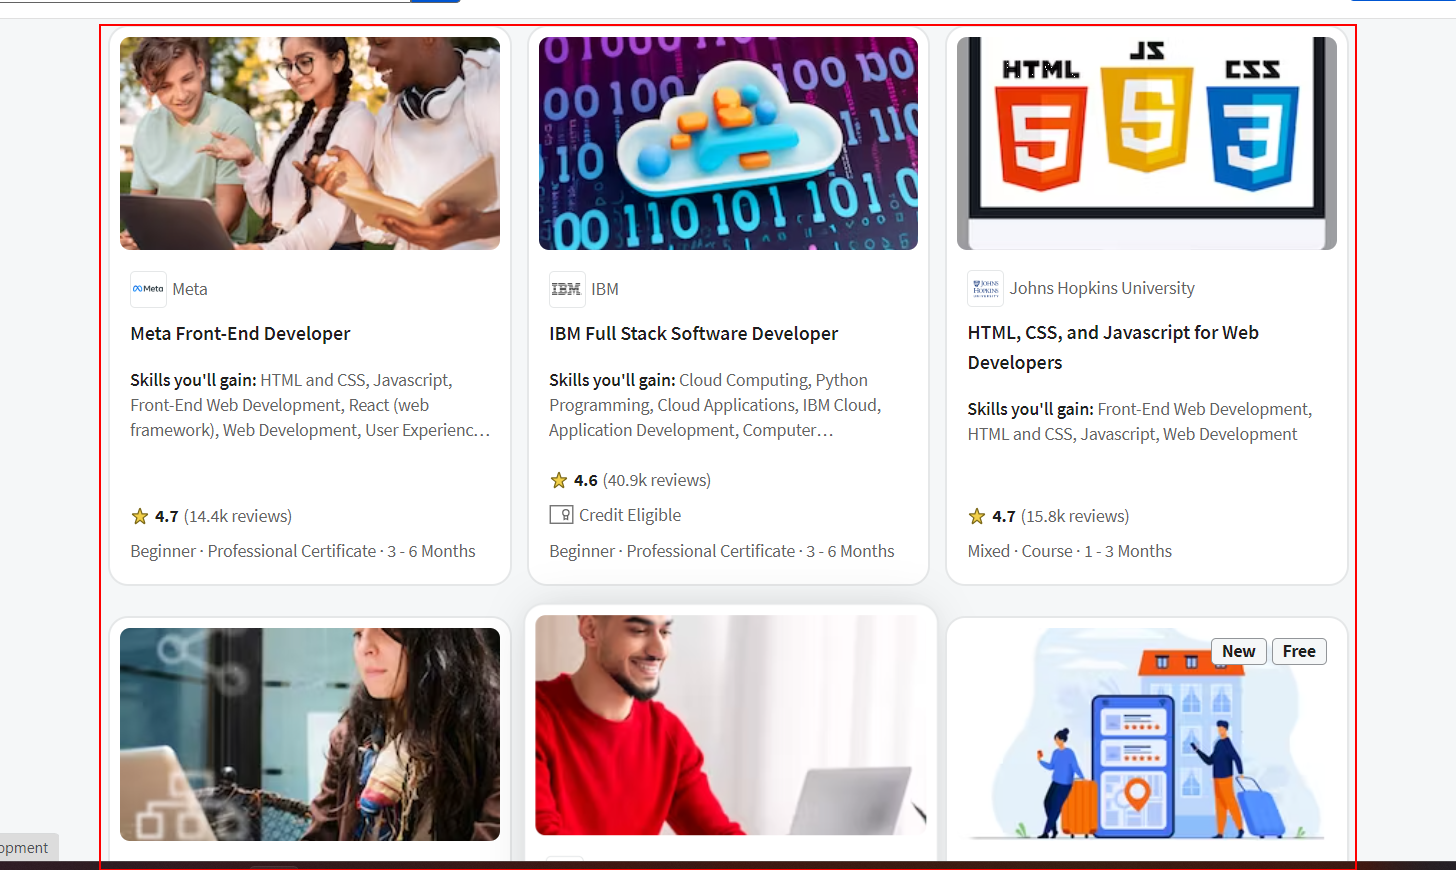 HTML
JS
CSS
5
5
3
Meta
Meta
Meta Front-End Developer
Skills you'll gain: HTML and CSS, Javascript,
Front-End Web Development, React (web
framework), Web Development, User Experienc...
4.7 (14.4k reviews)
Beginner · Professional Certificate · 3 - 6 Months
IBM
IBM
IBM Full Stack Software Developer
Skills you'll gain: Cloud Computing, Python
Programming, Cloud Applications, IBM Cloud,
Application Development, Computer...
4.6 (40.9k reviews)
Credit Eligible
Beginner · Professional Certificate · 3 - 6 Months
JOHNS
HOPKINS
Johns Hopkins University
HTML, CSS, and Javascript for Web
Developers
Skills you'll gain: Front-End Web Development,
HTML and CSS, Javascript, Web Development
4.7 (15.8k reviews)
Mixed · Course · 1 - 3 Months
New
Free
opment